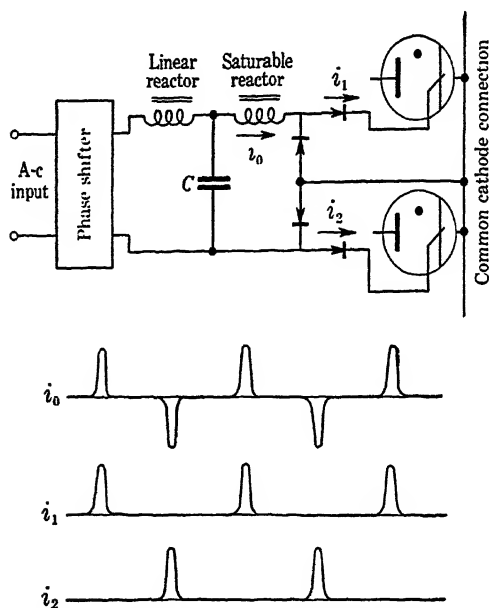 Linear
reactor
Saturable
reactor
i₁
i₀
A-c
input
Phase shifter
C
i₂
Common cathode connection
i₀
i₁
i₂